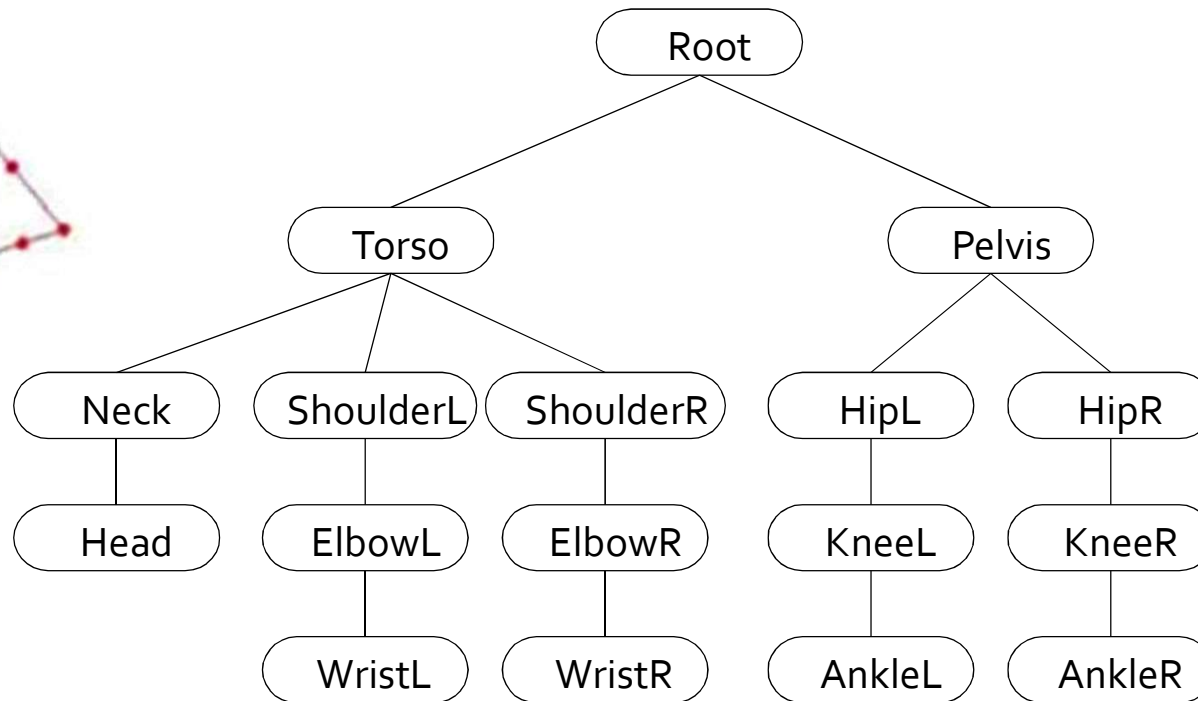 Root
Torso Pelvis
Neck ShoulderL ShoulderR HipL HipR
Head ElbowL ElbowR KneeL KneeR
WristL WristR AnkleL AnkleR